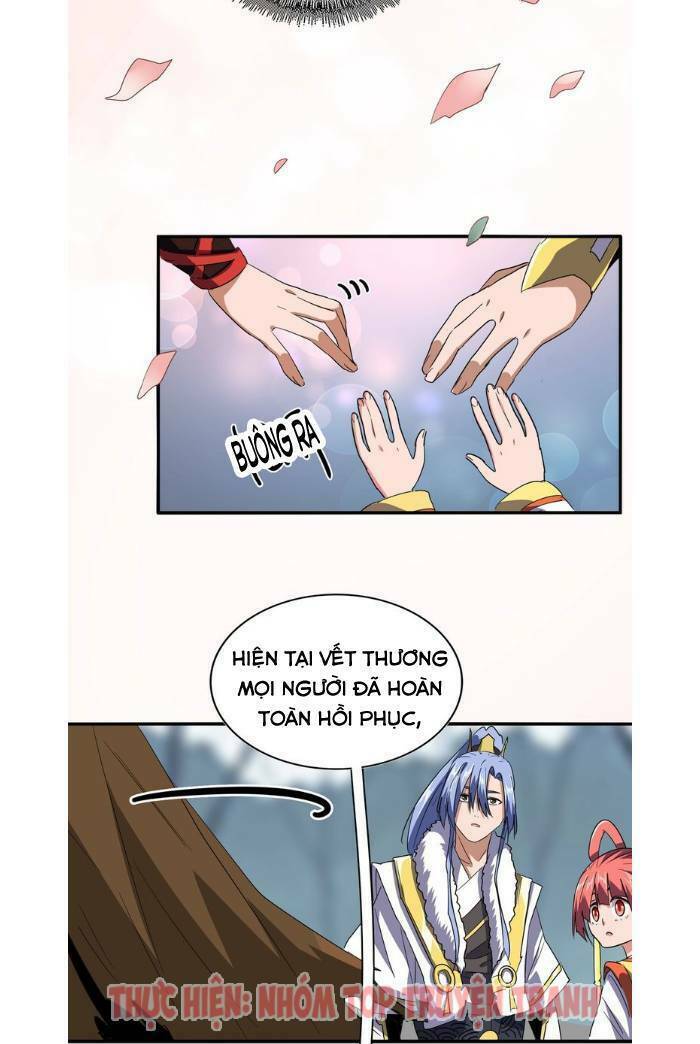 BUÔNG RA
HIỆN TẠI VẾT THƯƠNG
MỌI NGƯỜI ĐÃ HOÀN
TOÀN HỒI PHỤC,
THỰC HIỆN: NHÓM TOP TRUYỆN TRANH